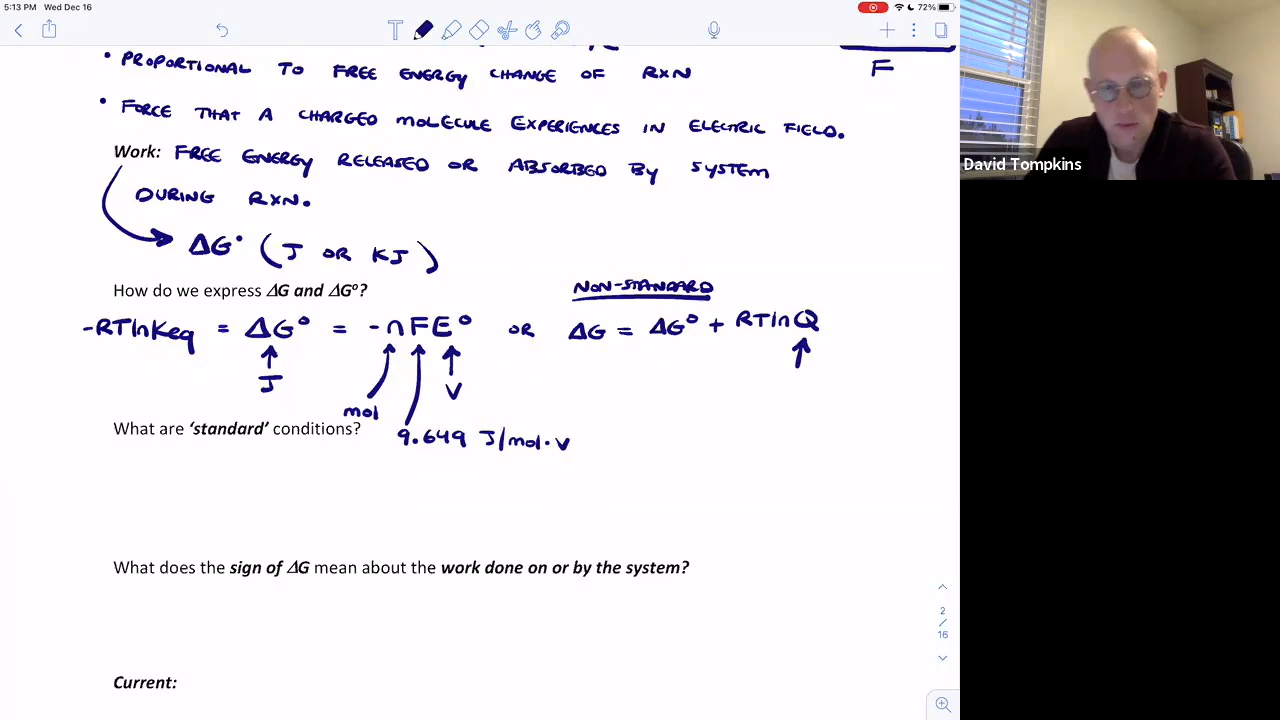 5:13 PM Wed Dec 16
72%
• PROPORTIONAL TO FREE ENERGY CHANGE OF RXN
F
• FORCE THAT A CHARGED MOLECULE EXPERIENCES IN ELECTRIC FIELD.
Work: FREE ENERGY RELEASED OR ABSORBED BY SYSTEM
DURING RXN.
ΔG° (J OR KJ)
How do we express ΔG and ΔG°?
NON-STANDARD
-RTlnKeq = ΔG° = -nFE° OR ΔG = ΔG° + RTlnQ
J
V
mol
What are 'standard' conditions?
9.649 J/mol·V
What does the sign of ΔG mean about the work done on or by the system?
Current:
2
/
16
David Tompkins